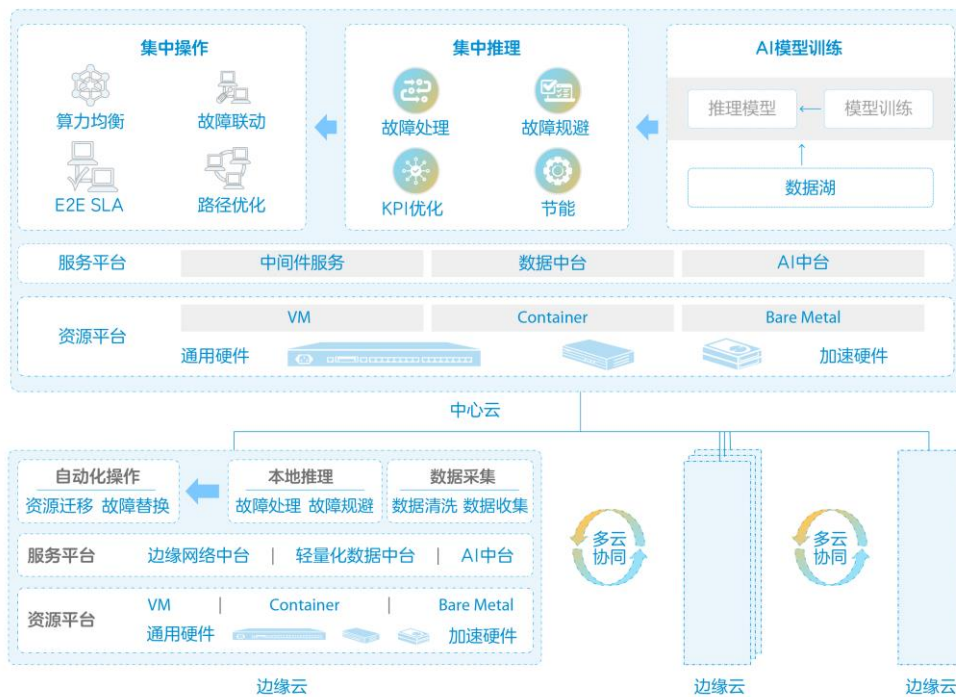 集中操作
算力均衡
故障联动
E2E SLA
路径优化
集中推理
故障处理
故障规避
KPI优化
节能
AI模型训练
推理模型
模型训练
数据湖
服务平台
中间件服务
数据中台
AI中台
资源平台
VM
Container
Bare Metal
通用硬件
加速硬件
中心云
自动化操作
资源迁移 故障替换
本地推理
故障处理 故障规避
数据采集
数据清洗 数据收集
服务平台
边缘网络中台 | 轻量化数据中台 | AI中台
资源平台
VM | Container | Bare Metal
通用硬件
加速硬件
边缘云
多云
协同
边缘云
多云
协同
边缘云